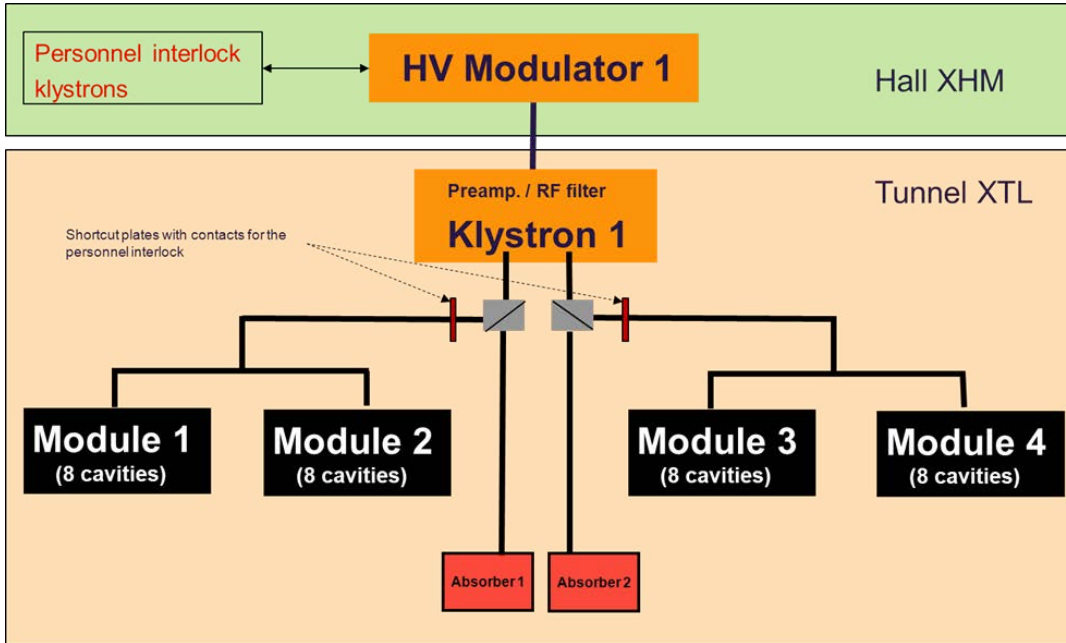 Personnel interlock
klystrons
HV Modulator 1
Hall XHM
Preamp. / RF filter
Klystron 1
Tunnel XTL
Shortcut plates with contacts for the
personnel interlock
Module 1
(8 cavities)
Module 2
(8 cavities)
Module 3
(8 cavities)
Module 4
(8 cavities)
Absorber 1
Absorber 2